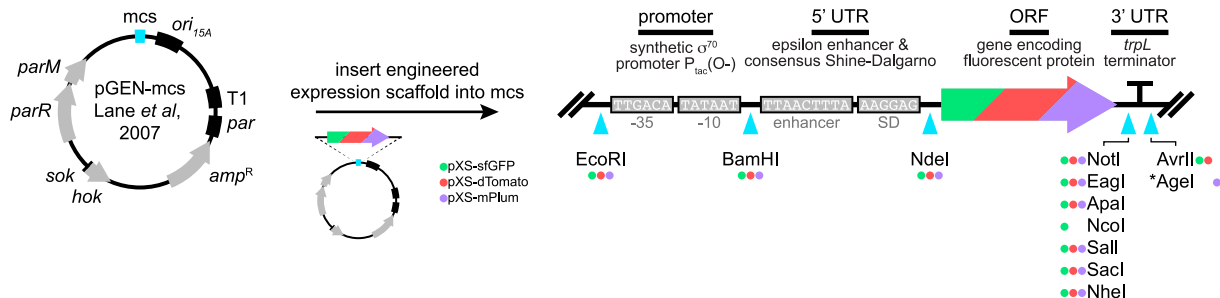 mcs
ori15A
parM
pGEN-mcs
Lane et al,
2007
parR
T1
par
sok
hok
ampR
insert engineered
expression scaffold into mcs
pXS-sfGFP
pXS-dTomato
pXS-mPlum
promoter
synthetic σ70
promoter Ptac(O-)
5' UTR
epsilon enhancer &
consensus Shine-Dalgarno
ORF
gene encoding
fluorescent protein
3' UTR
trpL
terminator
TTGACA
TATAAT
TTAACTTTA
AAGGAG
-35
-10
enhancer
SD
EcoRI
BamHI
NdeI
NotI
EagI
ApaI
NcoI
SalI
SacI
NheI
AvrII
*AgeI